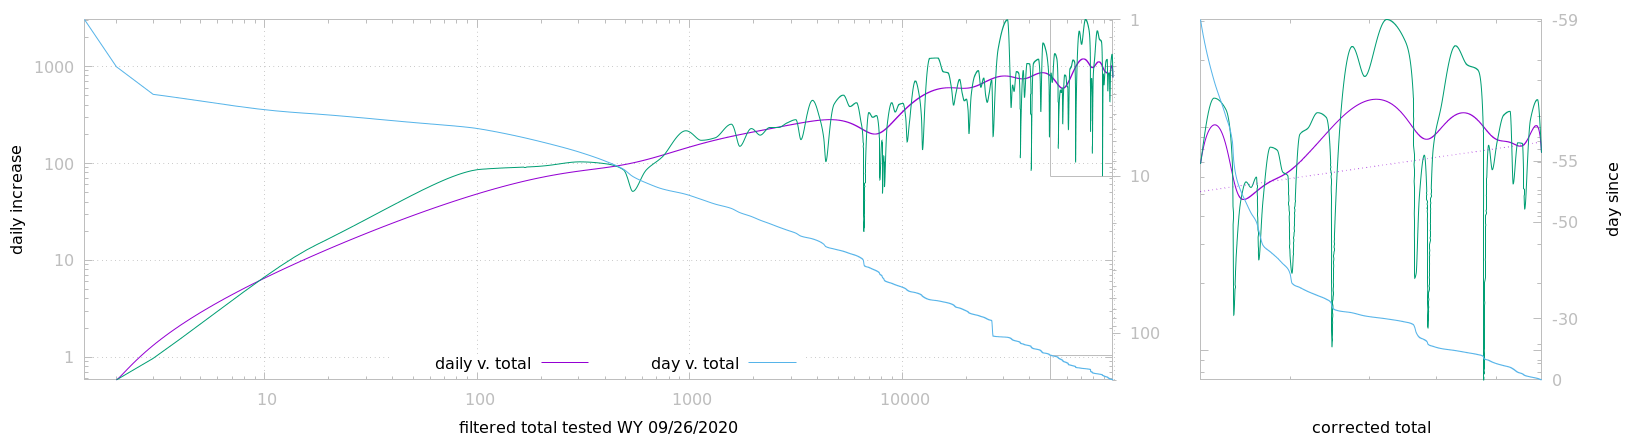 daily increase
1000
100
10
1
10
100
1000
10000
filtered total tested WY 09/26/2020
daily v. total
day v. total
1
10
100
-59
-55
-50
-30
0
day since
corrected total